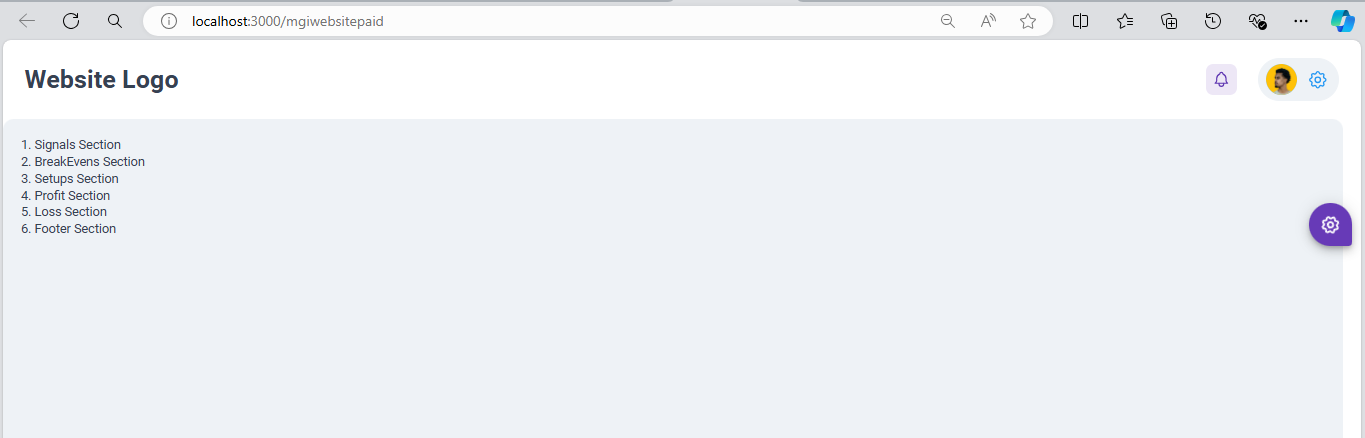 localhost:3000/mgiwebsitepaid
Website Logo
1. Signals Section
2. BreakEvens Section
3. Setups Section
4. Profit Section
5. Loss Section
6. Footer Section